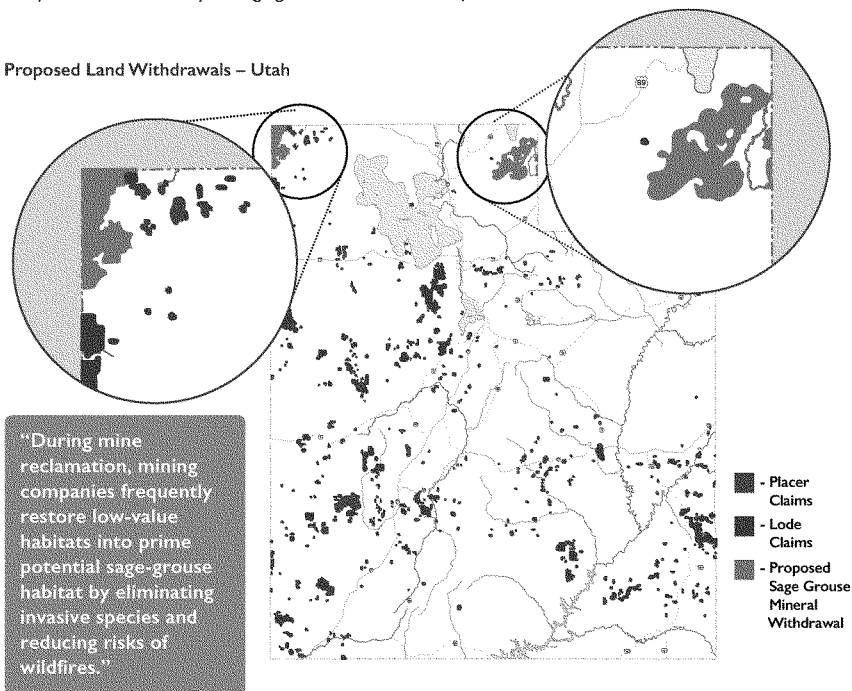 Proposed Land Withdrawals – Utah
89
“During mine
reclamation, mining
companies frequently
restore low-value
habitats into prime
potential sage-grouse
habitat by eliminating
invasive species and
reducing risks of
wildfires.”
- Placer
Claims
- Lode
Claims
- Proposed
Sage Grouse
Mineral
Withdrawal